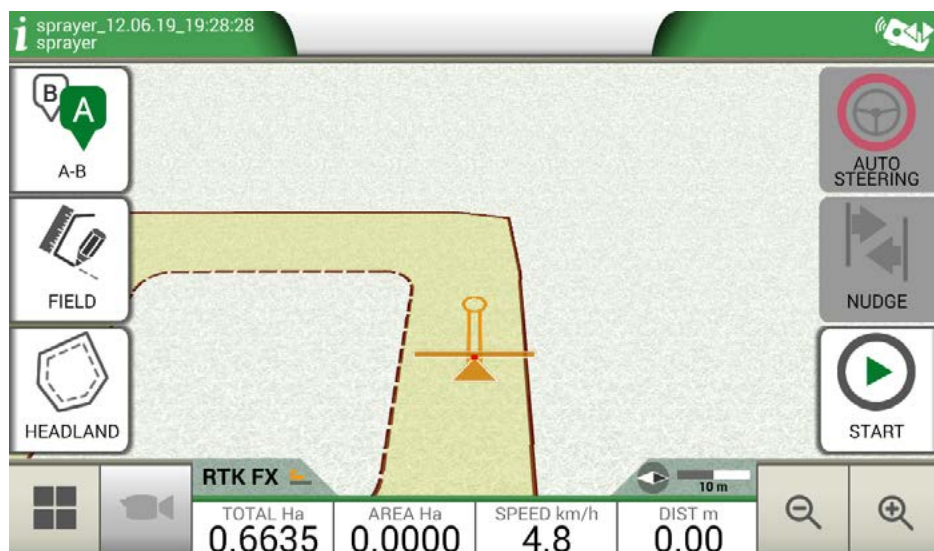 sprayer_12.06.19_19:28:28
sprayer
B
A
A-B
AUTO
STEERING
FIELD
NUDGE
HEADLAND
START
RTK FX
10 m
TOTAL Ha
AREA Ha
SPEED km/h
DIST m
0.6635
0.0000
4.8
0.00